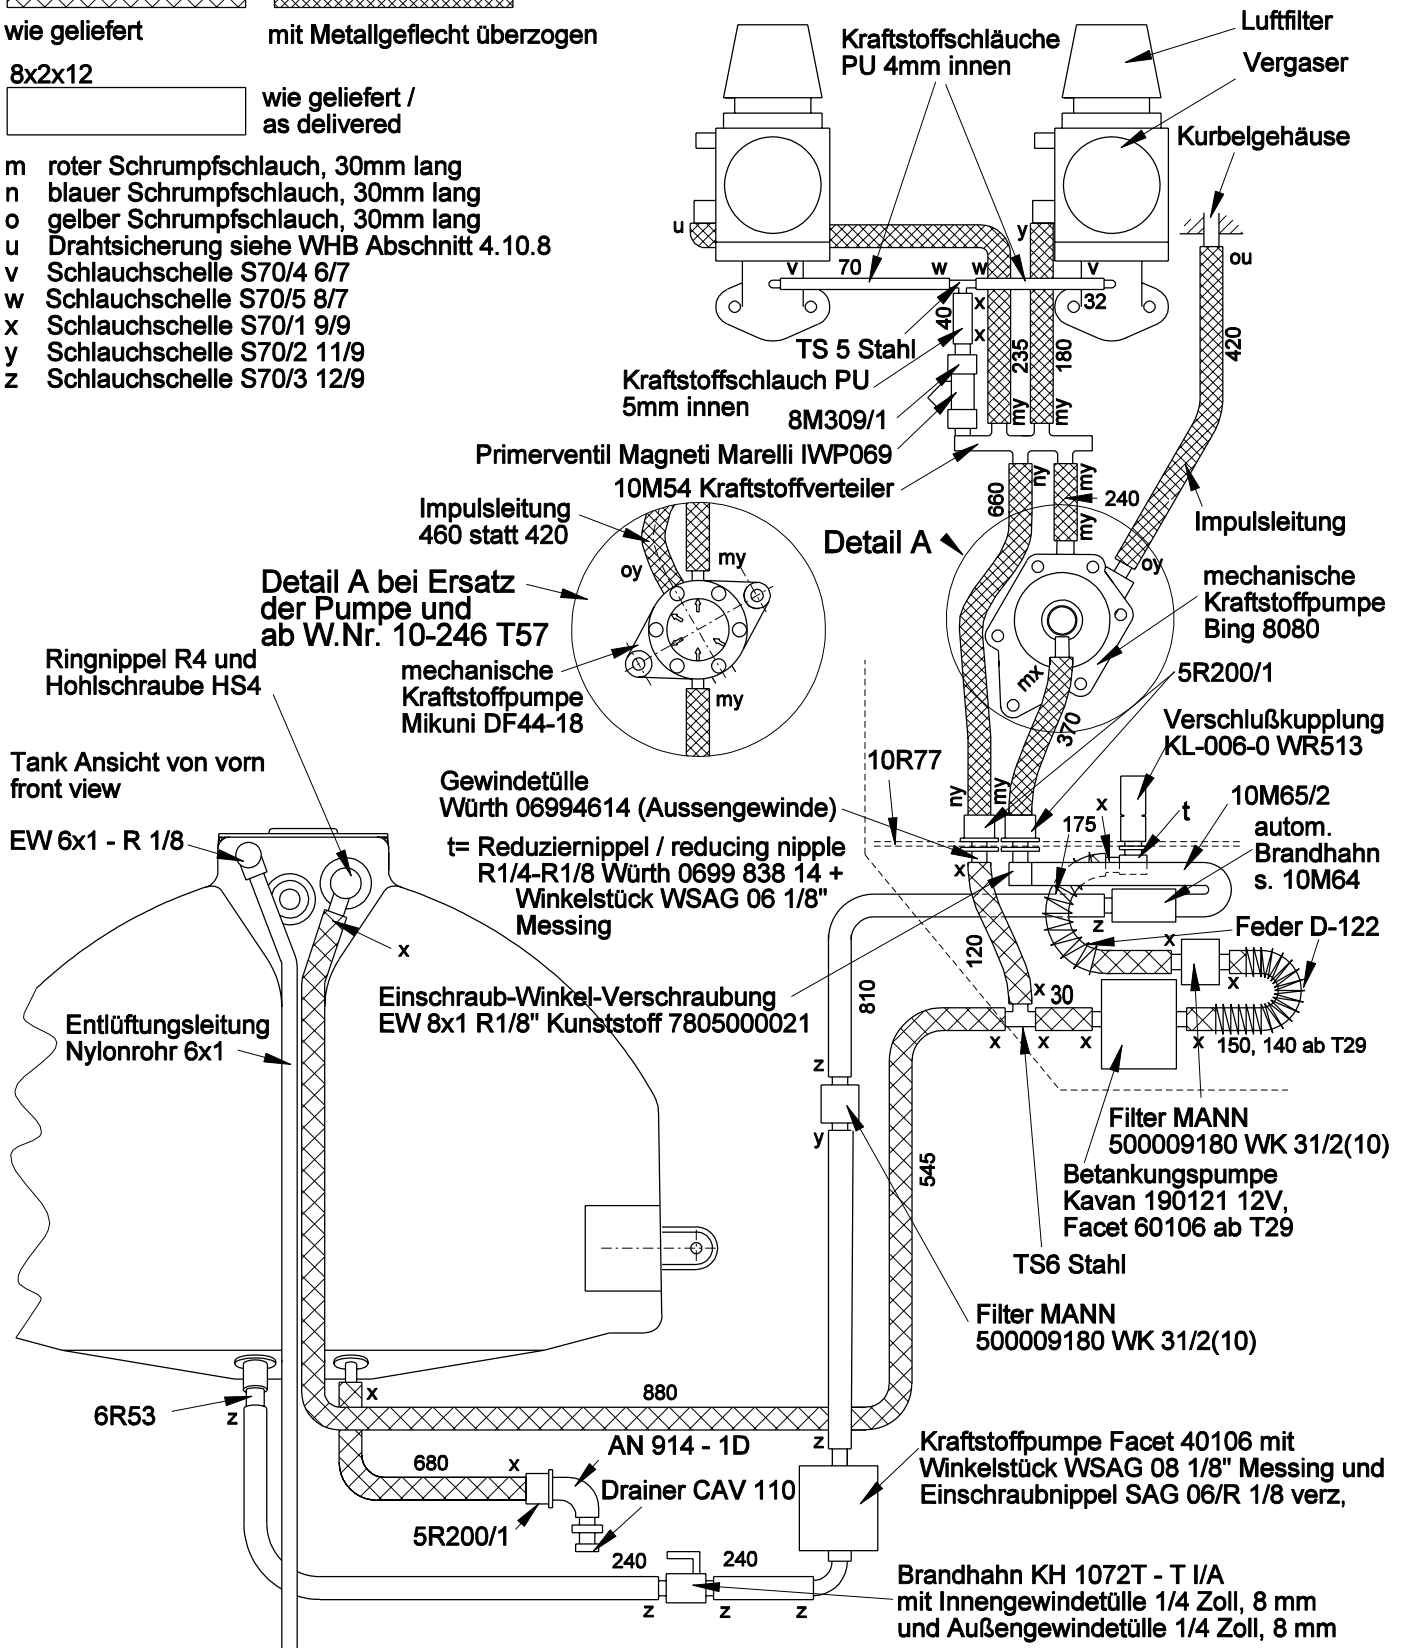 wie geliefert
mit Metallgeflecht überzogen
8x2x12
wie geliefert /
as delivered
m roter Schrumpfschlauch, 30mm lang
n blauer Schrumpfschlauch, 30mm lang
o gelber Schrumpfschlauch, 30mm lang
u Drahtsicherung siehe WHB Abschnitt 4.10.8
v Schlauchschelle S70/4 6/7
w Schlauchschelle S70/5 8/7
x Schlauchschelle S70/1 9/9
y Schlauchschelle S70/2 11/9
z Schlauchschelle S70/3 12/9
Kraftstoffschläuche
PU 4mm innen
Luftfilter
Vergaser
Kurbelgehäuse
u
y
ou
v
70
w
w
v
x
32
40
x
TS 5 Stahl
235
180
420
Kraftstoffschlauch PU
5mm innen
8M309/1
my
my
Primerventil Magneti Marelli IWP069
10M54 Kraftstoffverteiler
660
ny
my
240
my
Impulsleitung
Impulsleitung
460 statt 420
oy
my
Detail A
oy
Detail A bei Ersatz
der Pumpe und
ab W.Nr. 10-246 T57
mechanische
Kraftstoffpumpe
Bing 8080
mechanische
Kraftstoffpumpe
Mikuni DF44-18
my
mx
370
5R200/1
Ringnippel R4 und
Hohlschraube HS4
Verschlußkupplung
KL-006-0 WR513
Tank Ansicht von vorn
front view
10R77
Gewindetülle
Würth 06994614 (Aussengewinde)
ny
my
x
175
t
10M65/2
autom.
Brandhahn
s. 10M64
EW 6x1 - R 1/8
t= Reduziernippel / reducing nipple
R1/4-R1/8 Würth 0699 838 14 +
Winkelstück WSAG 06 1/8"
Messing
x
z
x
Feder D-122
x
120
810
x
x
30
Einschraub-Winkel-Verschraubung
EW 8x1 R1/8" Kunststoff 7805000021
Entlüftungsleitung
Nylonrohr 6x1
x
x
x
x
150, 140 ab T29
z
y
Filter MANN
500009180 WK 31/2(10)
545
Betankungspumpe
Kavan 190121 12V,
Facet 60106 ab T29
TS6 Stahl
Filter MANN
500009180 WK 31/2(10)
6R53
z
x
880
z
AN 914 - 1D
680
x
Drainer CAV 110
5R200/1
Kraftstoffpumpe Facet 40106 mit
Winkelstück WSAG 08 1/8" Messing und
Einschraubnippel SAG 06/R 1/8 verz,
240
240
z
z
z
Brandhahn KH 1072T - T I/A
mit Innengewindetülle 1/4 Zoll, 8 mm
und Außengewindetülle 1/4 Zoll, 8 mm